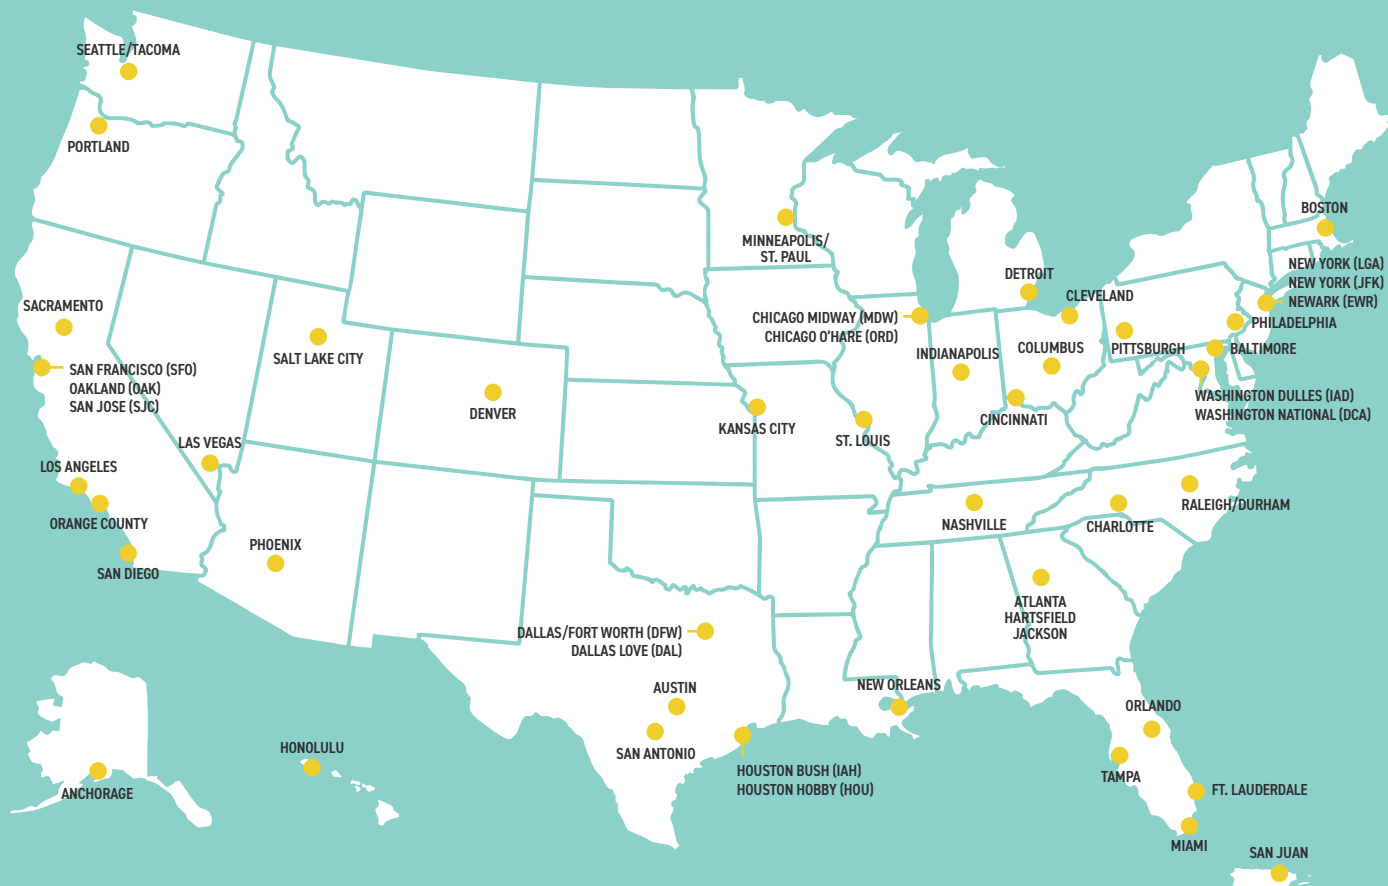 SEATTLE/TACOMA
PORTLAND
BOSTON
MINNEAPOLIS/
ST. PAUL
NEW YORK (LGA)
NEW YORK (JFK)
NEWARK (EWR)
DETROIT
CLEVELAND
SACRAMENTO
CHICAGO MIDWAY (MDW)
CHICAGO O'HARE (ORD)
PHILADELPHIA
PITTSBURGH
BALTIMORE
INDIANAPOLIS
COLUMBUS
SALT LAKE CITY
SAN FRANCISCO (SFO)
OAKLAND (OAK)
SAN JOSE (SJC)
DENVER
WASHINGTON DULLES (IAD)
WASHINGTON NATIONAL (DCA)
KANSAS CITY
ST. LOUIS
CINCINNATI
LAS VEGAS
LOS ANGELES
ORANGE COUNTY
SAN DIEGO
PHOENIX
NASHVILLE
CHARLOTTE
RALEIGH/DURHAM
ATLANTA
HARTSFIELD
JACKSON
DALLAS/FORT WORTH (DFW)
DALLAS LOVE (DAL)
AUSTIN
SAN ANTONIO
NEW ORLEANS
HOUSTON BUSH (IAH)
HOUSTON HOBBY (HOU)
ORLANDO
TAMPA
FT. LAUDERDALE
MIAMI
HONOLULU
ANCHORAGE
SAN JUAN